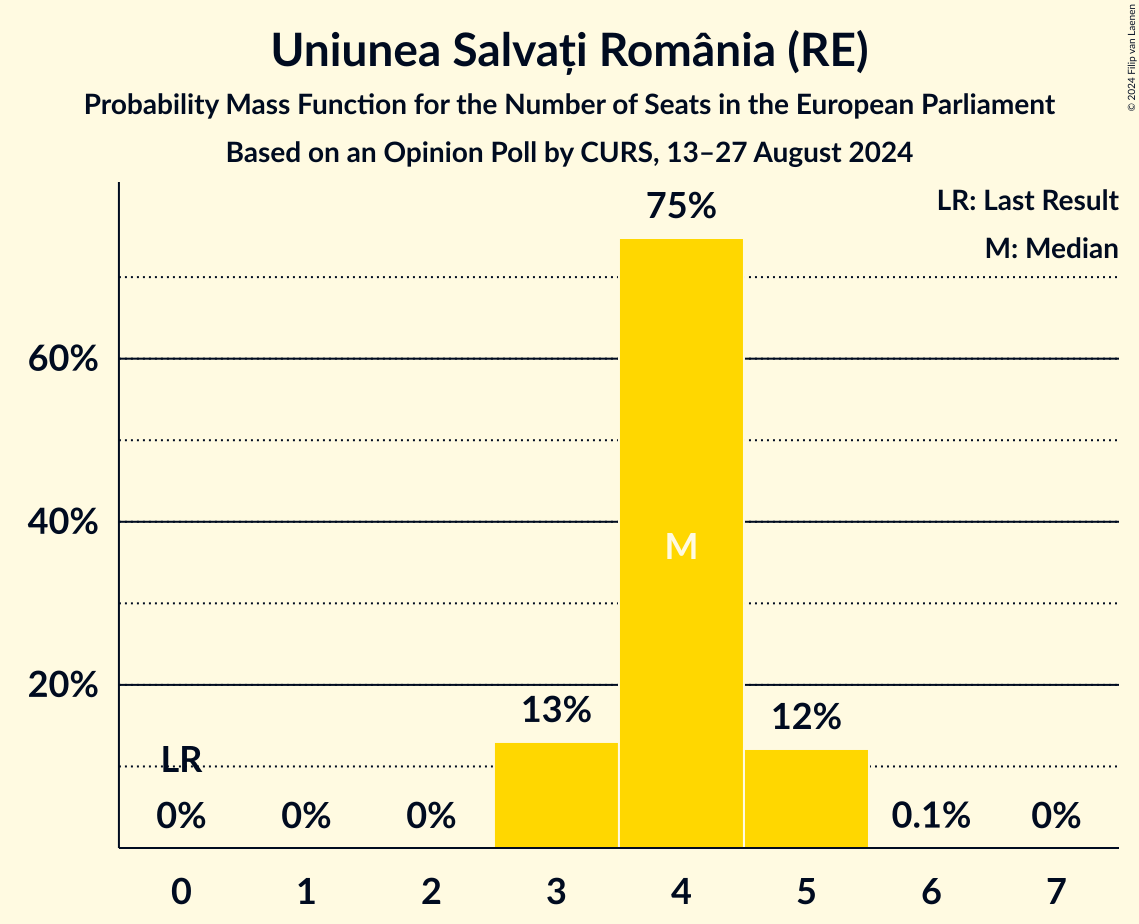 Uniunea Salvați România (RE)
Probability Mass Function for the Number of Seats in the European Parliament
Based on an Opinion Poll by CURS, 13–27 August 2024
© 2024 Filip van Laenen
LR: Last Result
M: Median
75%
60%
40%
M
20%
13%
12%
LR
0%
0%
0%
0.1%
0%
0
1
2
3
4
5
6
7